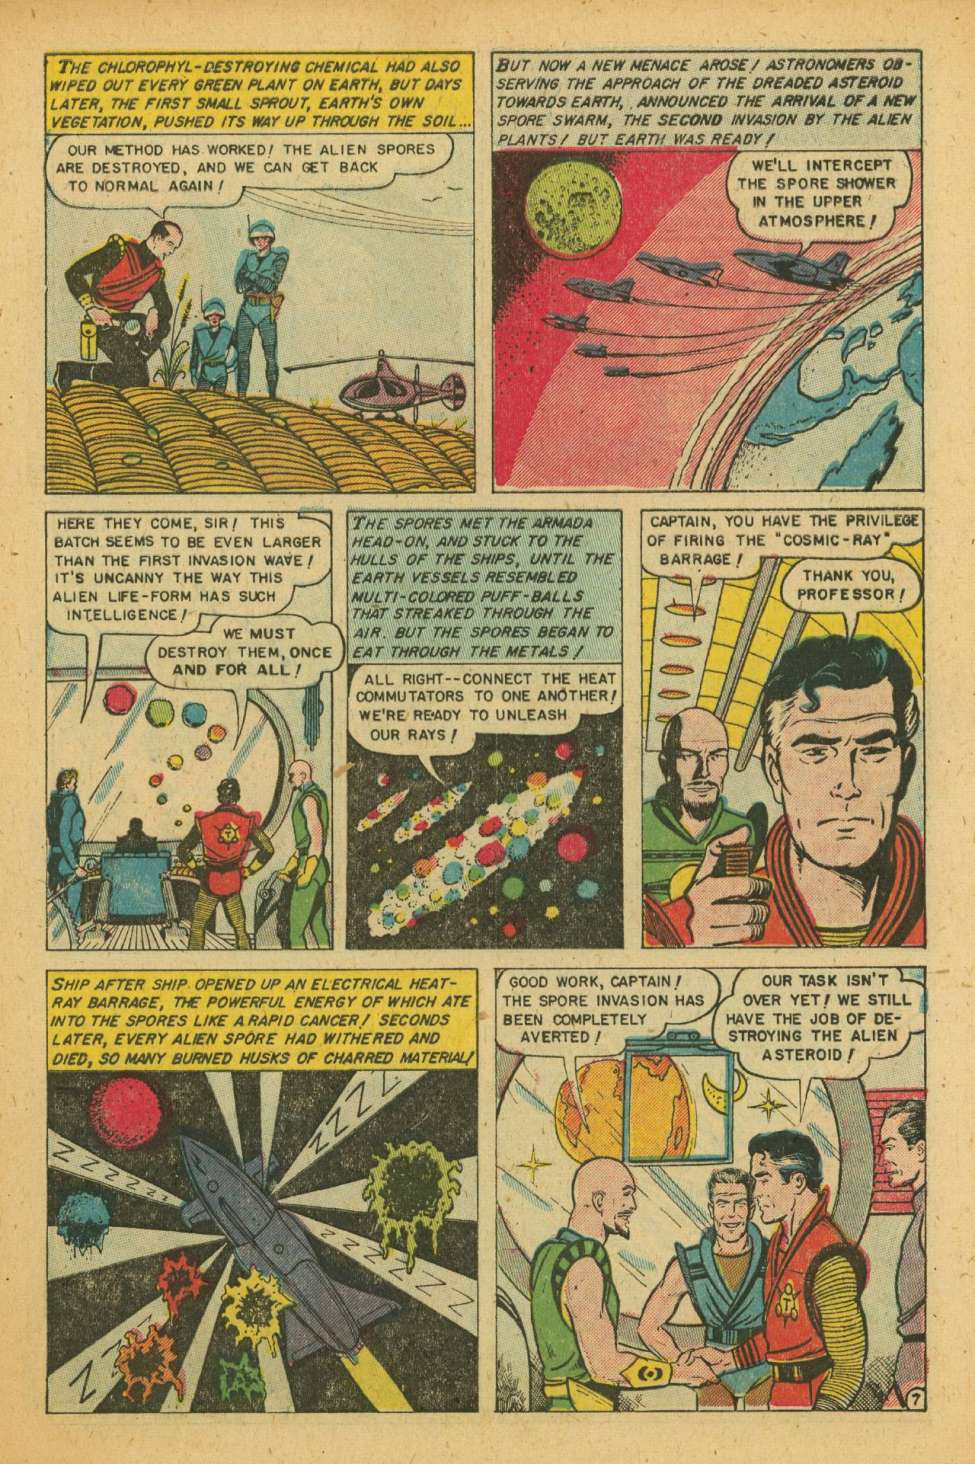 THE CHLOROPHYL-DESTROYING CHEMICAL HAD ALSO
WIPED OUT EVERY GREEN PLANT ON EARTH, BUT DAYS
LATER, THE FIRST SMALL SPROUT, EARTH'S OWN
VEGETATION, PUSHED ITS WAY UP THROUGH THE SOIL...
OUR METHOD HAS WORKED! THE ALIEN SPORES
ARE DESTROYED, AND WE CAN GET BACK
TO NORMAL AGAIN!
BUT NOW A NEW MENACE AROSE! ASTRONOMERS OB-
SERVING THE APPROACH OF THE DREADED ASTEROID
TOWARDS EARTH, ANNOUNCED THE ARRIVAL OF A NEW
SPORE SWARM, THE SECOND INVASION BY THE ALIEN
PLANTS! BUT EARTH WAS READY!
WE'LL INTERCEPT
THE SPORE SHOWER
IN THE UPPER
ATMOSPHERE!
HERE THEY COME, SIR! THIS
BATCH SEEMS TO BE EVEN LARGER
THAN THE FIRST INVASION WAVE!
IT'S UNCANNY THE WAY THIS
ALIEN LIFE-FORM HAS SUCH
INTELLIGENCE!
WE MUST
DESTROY THEM, ONCE
AND FOR ALL!
THE SPORES MET THE ARMADA
HEAD-ON, AND STUCK TO THE
HULLS OF THE SHIPS, UNTIL THE
EARTH VESSELS RESEMBLED
MULTI-COLORED PUFF-BALLS
THAT STREAKED THROUGH THE
AIR. BUT THE SPORES BEGAN TO
EAT THROUGH THE METALS!
ALL RIGHT--CONNECT THE HEAT
COMMUTATORS TO ONE ANOTHER!
WE'RE READY TO UNLEASH
OUR RAYS!
CAPTAIN, YOU HAVE THE PRIVILEGE
OF FIRING THE "COSMIC-RAY"
BARRAGE!
THANK YOU,
PROFESSOR!
SHIP AFTER SHIP OPENED UP AN ELECTRICAL HEAT-
RAY BARRAGE, THE POWERFUL ENERGY OF WHICH ATE
INTO THE SPORES LIKE A RAPID CANCER! SECONDS
LATER, EVERY ALIEN SPORE HAD WITHERED AND
DIED, SO MANY BURNED HUSKS OF CHARRED MATERIAL!
GOOD WORK, CAPTAIN!
THE SPORE INVASION HAS
BEEN COMPLETELY
AVERTED!
OUR TASK ISN'T
OVER YET! WE STILL
HAVE THE JOB OF DE-
STROYING THE ALIEN
ASTEROID!
7